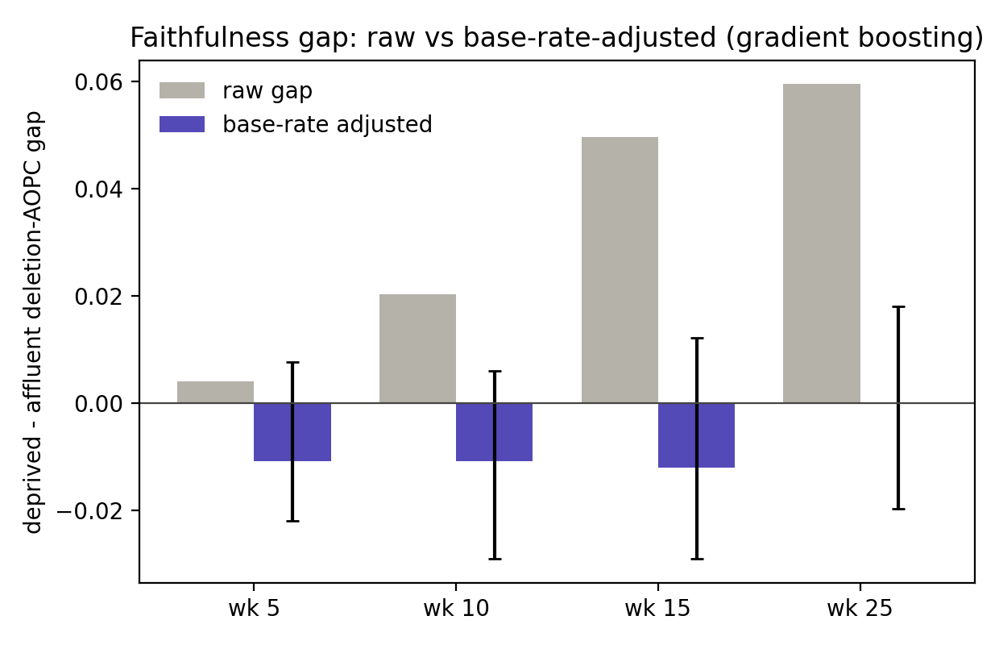 Faithfulness gap: raw vs base-rate-adjusted (gradient boosting)
raw gap
base-rate adjusted
deprived - affluent deletion-AOPC gap
0.06
0.04
0.02
0.00
−0.02
wk 5
wk 10
wk 15
wk 25